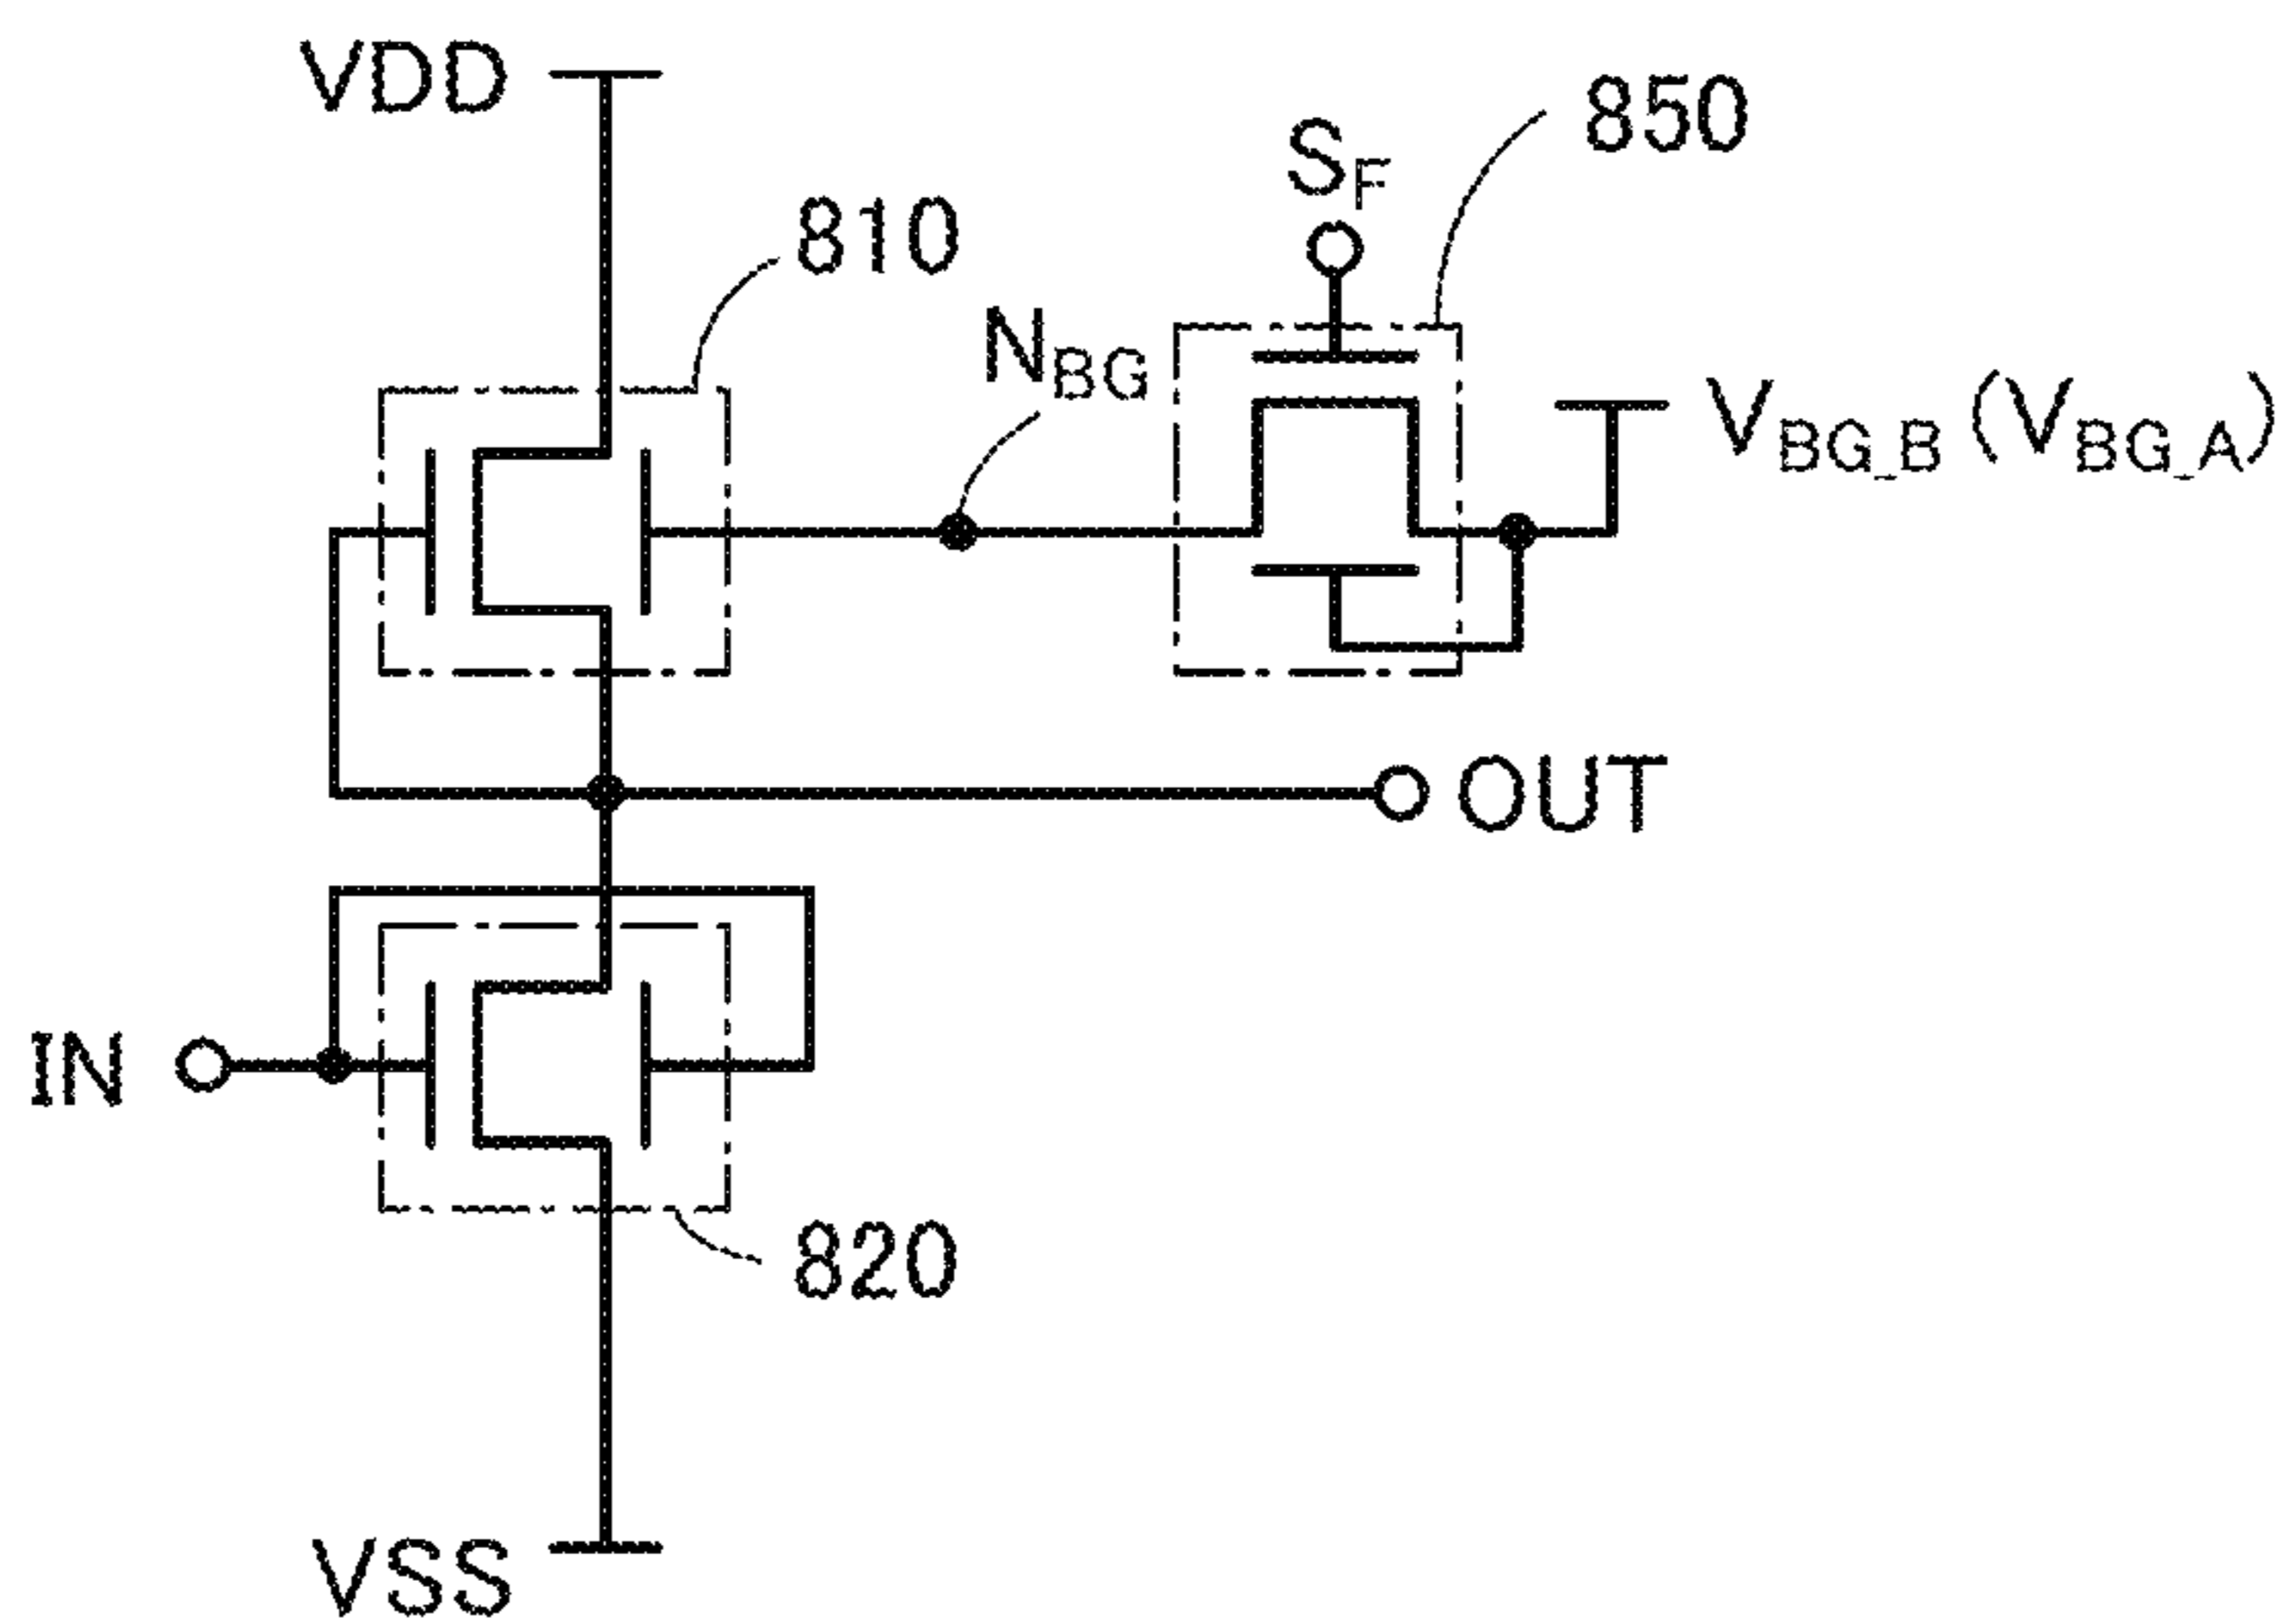 VDD
850
S_F
810
N_BG
V_BG_B (V_BG_A)
OUT
IN
820
VSS